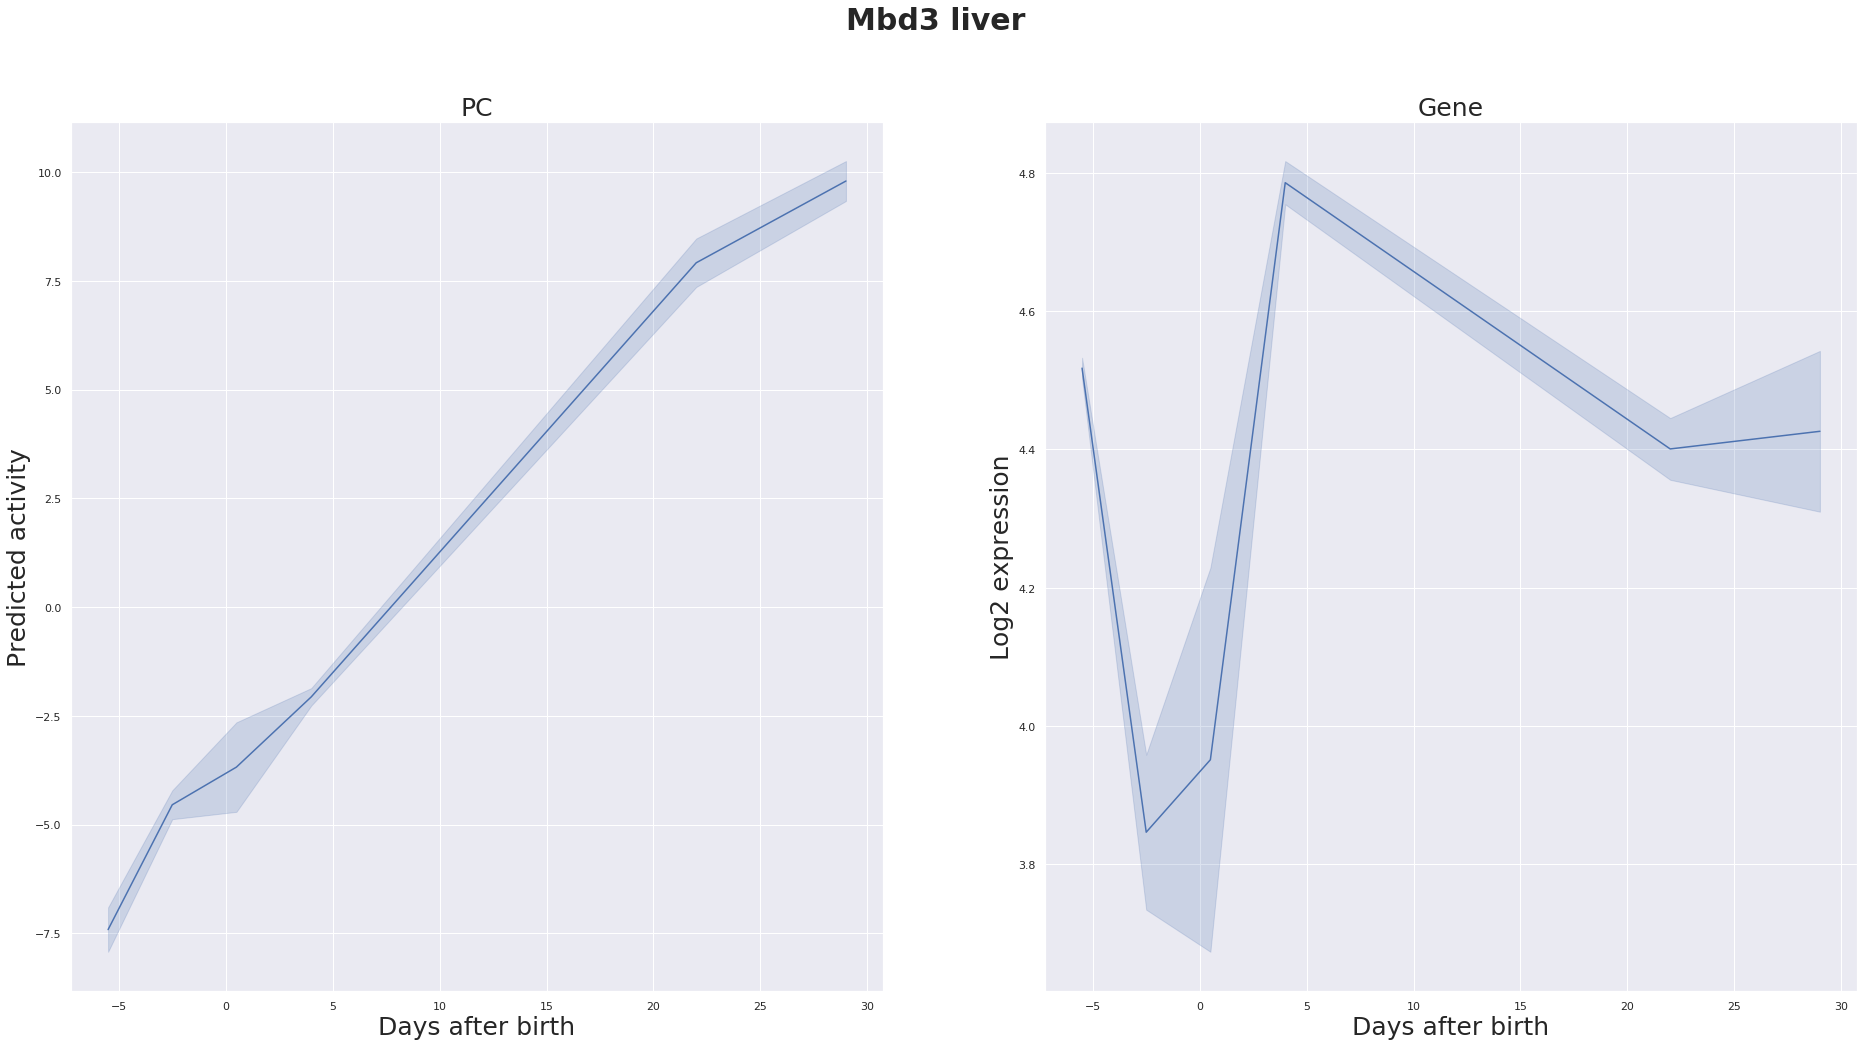 Mbd3 liver
PC
Predicted activity
10.0
7.5
5.0
2.5
0.0
−2.5
−5.0
−7.5
−5 0 5 10 15 20 25 30
Days after birth
Gene
Log2 expression
4.8
4.6
4.4
4.2
4.0
3.8
−5 0 5 10 15 20 25 30
Days after birth